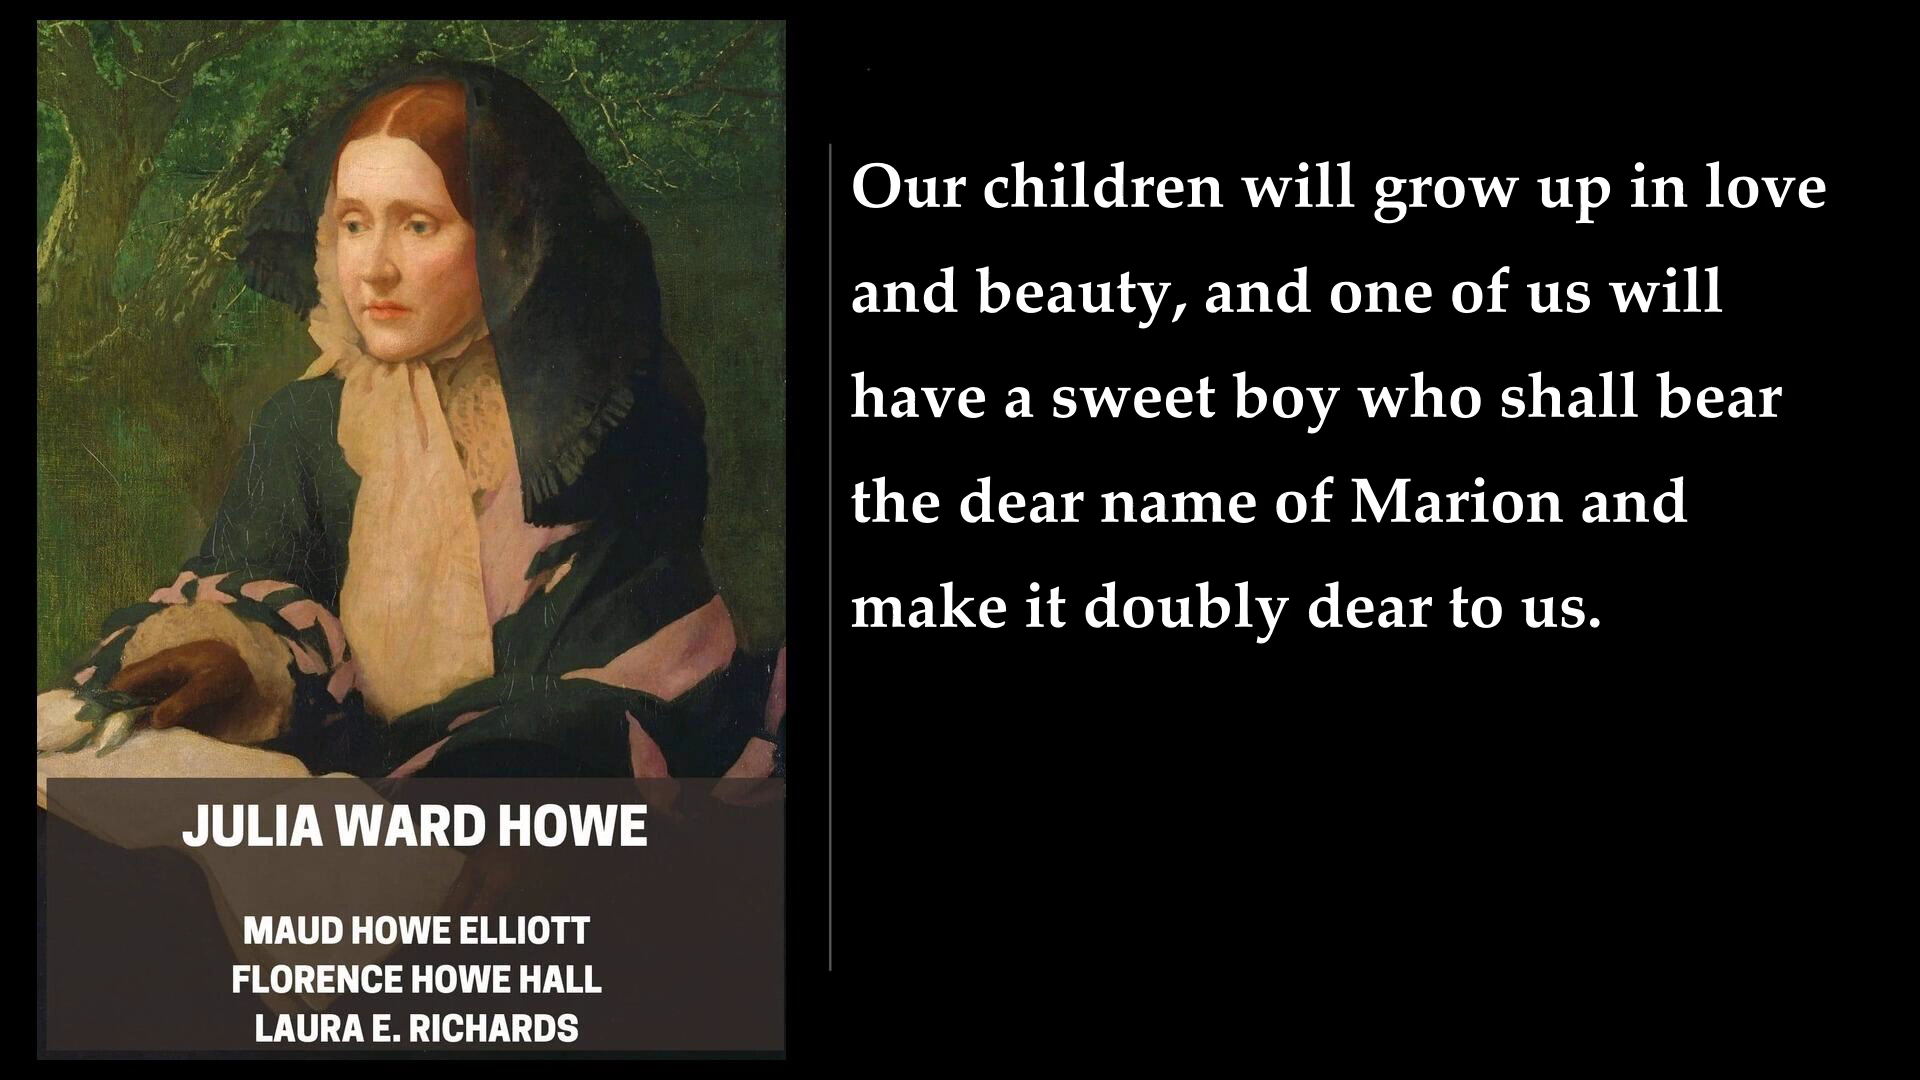 JULIA WARD HOWE
MAUD HOWE ELLIOTT
FLORENCE HOWE HALL
LAURA E. RICHARDS
Our children will grow up in love
and beauty, and one of us will
have a sweet boy who shall bear
the dear name of Marion and
make it doubly dear to us.